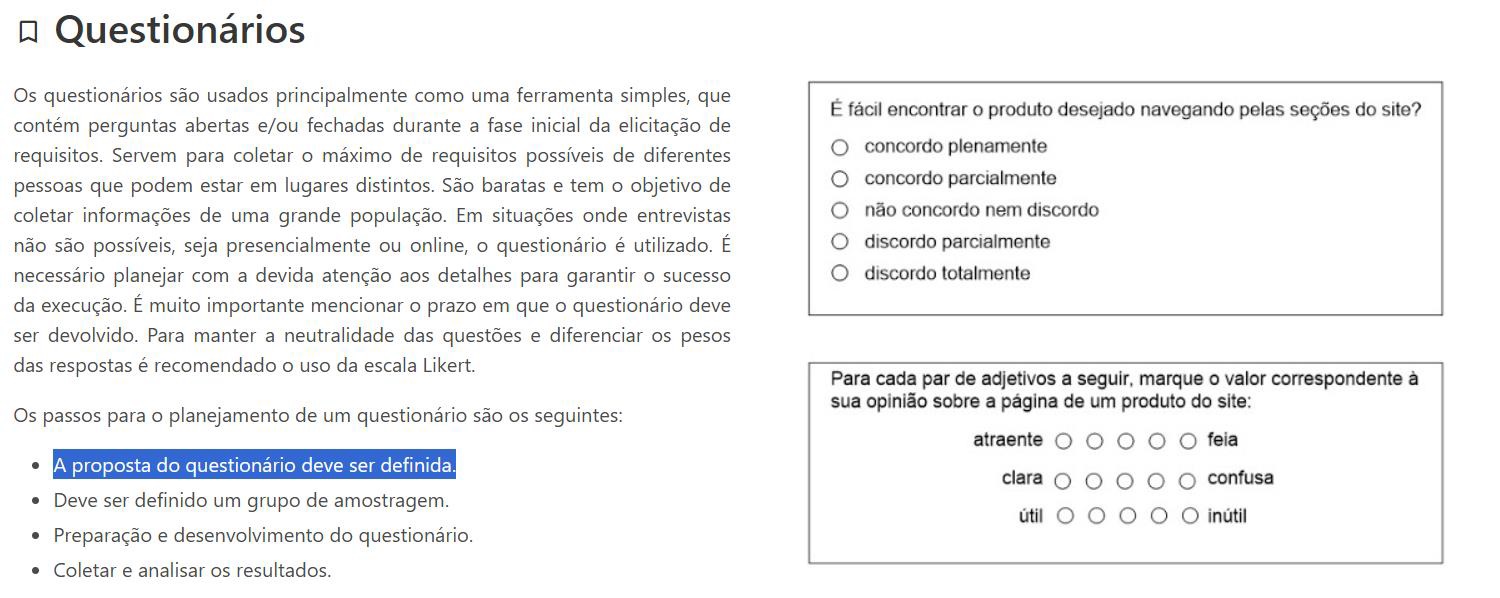 Questionários
Os questionários são usados principalmente como uma ferramenta simples, que
contém perguntas abertas e/ou fechadas durante a fase inicial da elicitação de
requisitos. Servem para coletar o máximo de requisitos possíveis de diferentes
pessoas que podem estar em lugares distintos. São baratas e tem o objetivo de
coletar informações de uma grande população. Em situações onde entrevistas
não são possíveis, seja presencialmente ou online, o questionário é utilizado. É
necessário planejar com a devida atenção aos detalhes para garantir o sucesso
da execução. É muito importante mencionar o prazo em que o questionário deve
ser devolvido. Para manter a neutralidade das questões e diferenciar os pesos
das respostas é recomendado o uso da escala Likert.
Os passos para o planejamento de um questionário são os seguintes:
A proposta do questionário deve ser definida.
Deve ser definido um grupo de amostragem.
Preparação e desenvolvimento do questionário.
Coletar e analisar os resultados.
É fácil encontrar o produto desejado navegando pelas seções do site?
concordo plenamente
concordo parcialmente
não concordo nem discordo
discordo parcialmente
discordo totalmente
Para cada par de adjetivos a seguir, marque o valor correspondente à
sua opinião sobre a página de um produto do site:
atraente feia
clara confusa
útil inútil